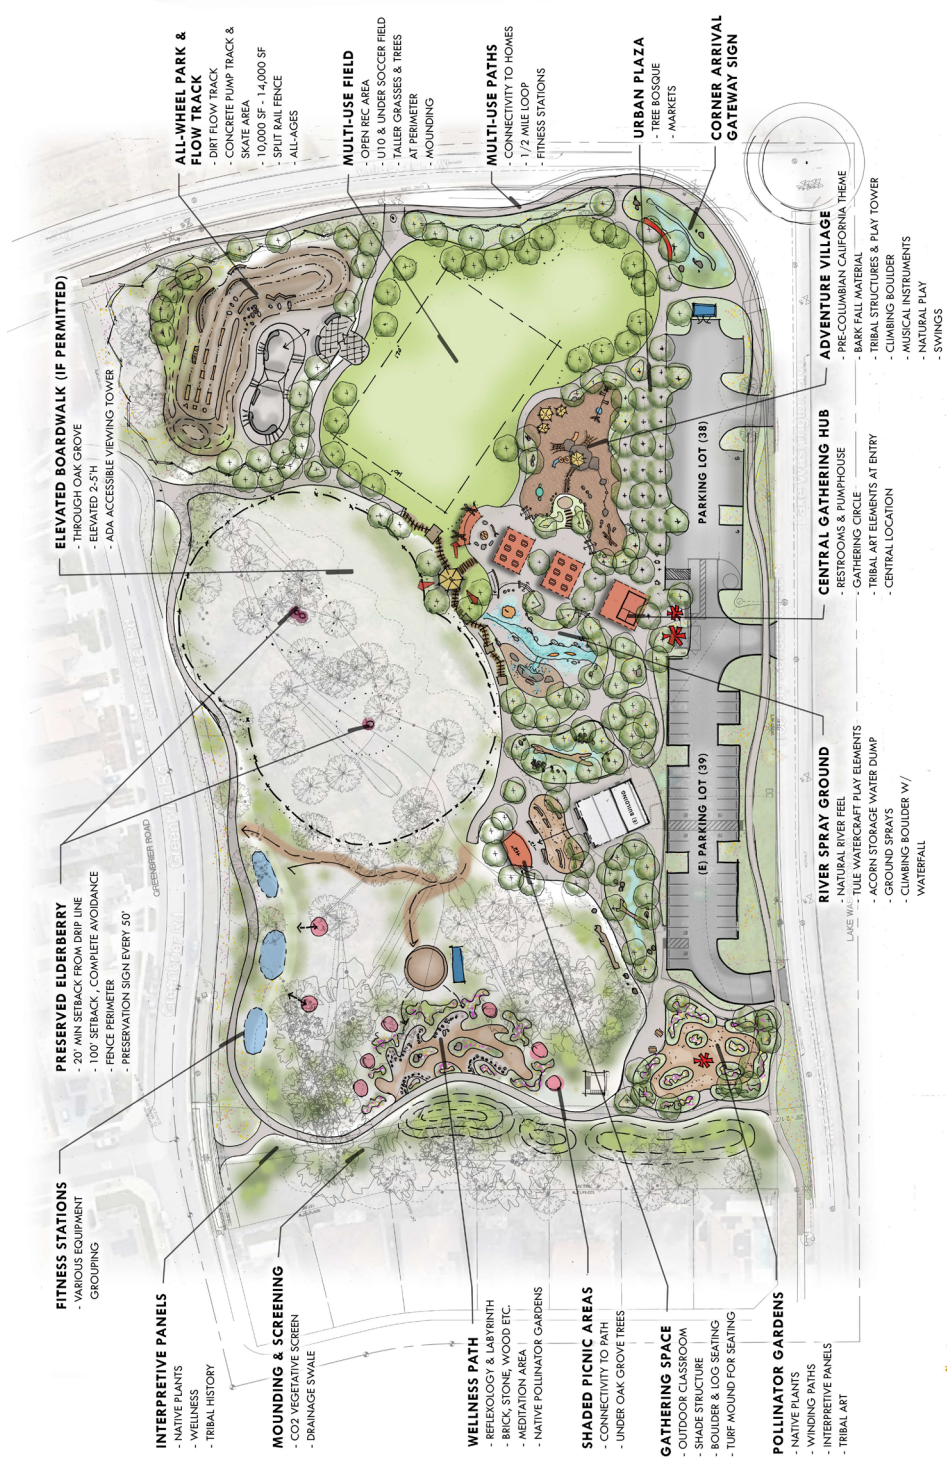 FITNESS STATIONS
- VARIOUS EQUIPMENT
GROUPING
PRESERVED ELDERBERRY
- 20' MIN SETBACK FROM DRIP LINE
- 100' SETBACK, COMPLETE AVOIDANCE
- FENCE PERIMETER
- PRESERVATION SIGN EVERY 50'
ELEVATED BOARDWALK (IF PERMITTED)
- THROUGH OAK GROVE
- ELEVATED 2-5'H
- ADA ACCESSIBLE VIEWING TOWER
ALL-WHEEL PARK &
FLOW TRACK
- DIRT FLOW TRACK
- CONCRETE PUMP TRACK &
SKATE AREA
- 10,000 SF - 14,000 SF
- SPLIT RAIL FENCE
- ALL-AGES
MULTI-USE FIELD
- OPEN REC AREA
- U10 & UNDER SOCCER FIELD
- TALLER GRASSES & TREES
AT PERIMETER
- MOUNDING
MULTI-USE PATHS
- CONNECTIVITY TO HOMES
- 1/2 MILE LOOP
- FITNESS STATIONS
URBAN PLAZA
- TREE BOSQUE
- MARKETS
CORNER ARRIVAL
GATEWAY SIGN
GREENBRIER ROAD
(E) BUILDING
(E) PARKING LOT (39)
PARKING LOT (38)
INTERPRETIVE PANELS
- NATIVE PLANTS
- WELLNESS
- TRIBAL HISTORY
MOUNDING & SCREENING
- CO2 VEGETATIVE SCREEN
- DRAINAGE SWALE
WELLNESS PATH
- REFLEXOLOGY & LABYRINTH
- BRICK, STONE, WOOD ETC.
- MEDITATION AREA
- NATIVE POLLINATOR GARDENS
SHADED PICNIC AREAS
- CONNECTIVITY TO PATH
- UNDER OAK GROVE TREES
GATHERING SPACE
- OUTDOOR CLASSROOM
- SHADE STRUCTURE
- BOULDER & LOG SEATING
- TURF MOUND FOR SEATING
POLLINATOR GARDENS
- NATIVE PLANTS
- WINDING PATHS
- INTERPRETIVE PANELS
- TRIBAL ART
RIVER SPRAY GROUND
- NATURAL RIVER FEEL
- TULE WATERCRAFT PLAY ELEMENTS
- ACORN STORAGE WATER DUMP
- GROUND SPRAYS
- CLIMBING BOULDER W/
WATERFALL
CENTRAL GATHERING HUB
- RESTROOMS & PUMPHOUSE
- GATHERING CIRCLE
- TRIBAL ART ELEMENTS AT ENTRY
- CENTRAL LOCATION
ADVENTURE VILLAGE
- PRE-COLUMBIAN CALIFORNIA THEME
- BARK FALL MATERIAL
- TRIBAL STRUCTURES & PLAY TOWER
- CLIMBING BOULDER
- MUSICAL INSTRUMENTS
- NATURAL PLAY
- SWINGS